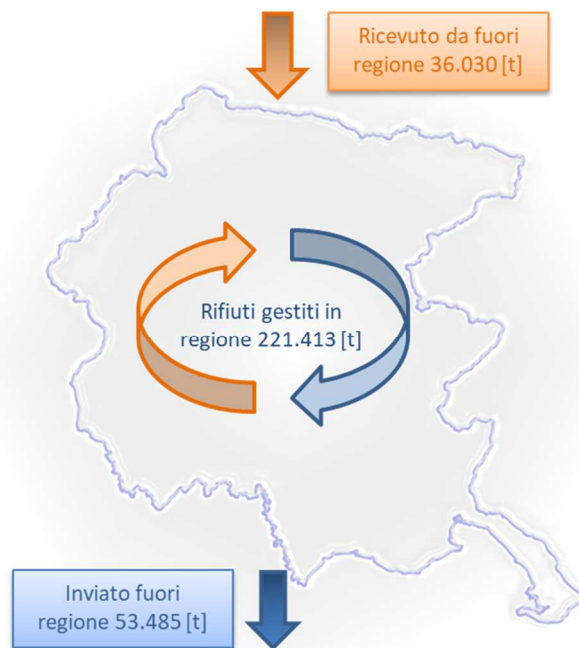 Ricevuto da fuori
regione 36.030 [t]
Rifiuti gestiti in
regione 221.413 [t]
Inviato fuori
regione 53.485 [t]